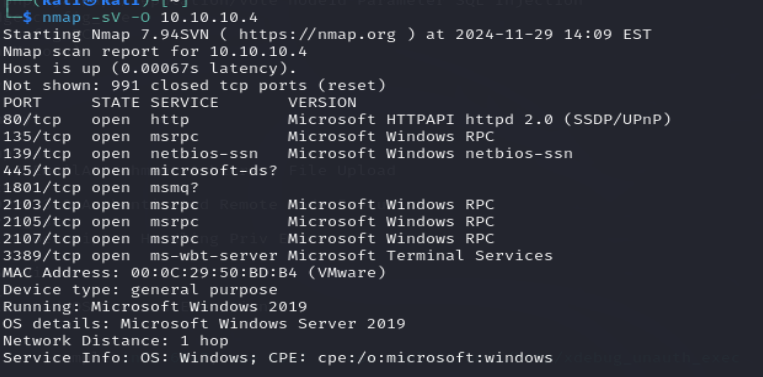 (kali㉿kali)-[~]
$ nmap -sV -O 10.10.10.4
Starting Nmap 7.94SVN ( https://nmap.org ) at 2024-11-29 14:09 EST
Nmap scan report for 10.10.10.4
Host is up (0.00067s latency).
Not shown: 991 closed tcp ports (reset)
PORT     STATE SERVICE       VERSION
80/tcp   open  http          Microsoft HTTPAPI httpd 2.0 (SSDP/UPnP)
135/tcp  open  msrpc         Microsoft Windows RPC
139/tcp  open  netbios-ssn   Microsoft Windows netbios-ssn
445/tcp  open  microsoft-ds?
1801/tcp open  msmq?
2103/tcp open  msrpc         Microsoft Windows RPC
2105/tcp open  msrpc         Microsoft Windows RPC
2107/tcp open  msrpc         Microsoft Windows RPC
3389/tcp open  ms-wbt-server Microsoft Terminal Services
MAC Address: 00:0C:29:50:BD:B4 (VMware)
Device type: general purpose
Running: Microsoft Windows 2019
OS details: Microsoft Windows Server 2019
Network Distance: 1 hop
Service Info: OS: Windows; CPE: cpe:/o:microsoft:windows